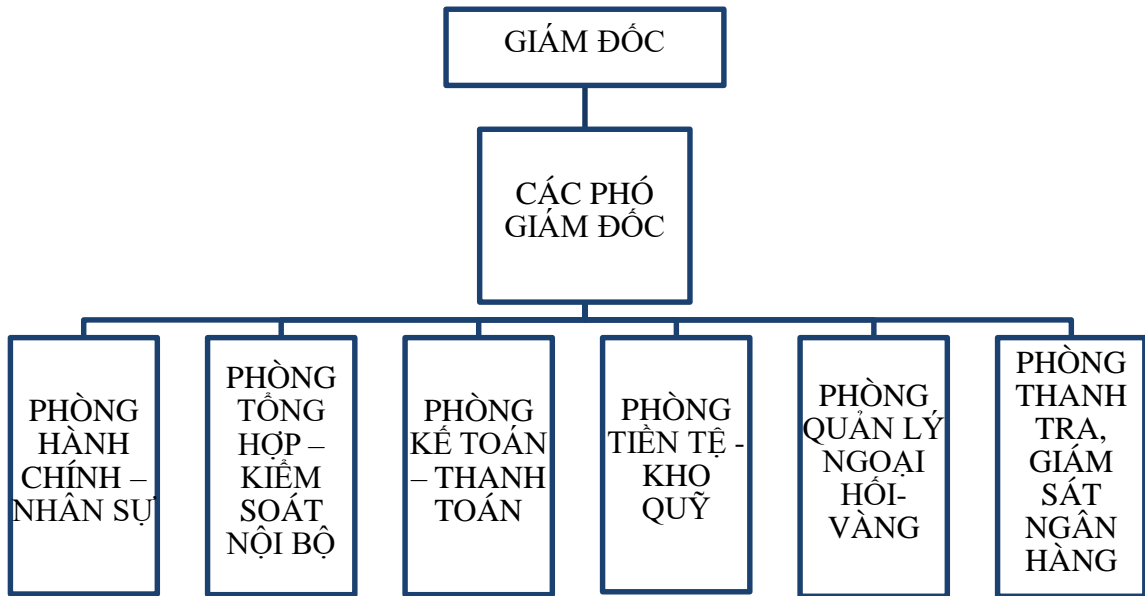 GIÁM ĐỐC
CÁC PHÓ
GIÁM ĐỐC
PHÒNG
HÀNH
CHÍNH –
NHÂN SỰ
PHÒNG
TỔNG
HỢP –
KIỂM
SOÁT
NỘI BỘ
PHÒNG
KẾ TOÁN
– THANH
TOÁN
PHÒNG
TIỀN TỆ -
KHO
QUỸ
PHÒNG
QUẢN LÝ
NGOẠI
HỐI-
VÀNG
PHÒNG
THANH
TRA,
GIÁM
SÁT
NGÂN
HÀNG